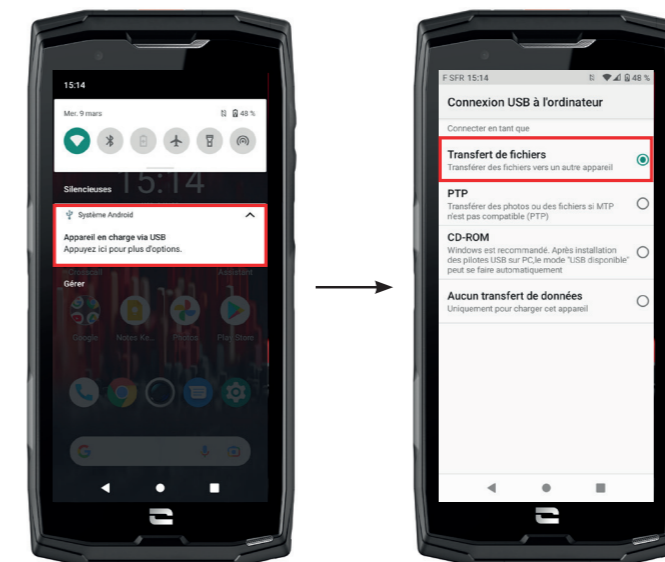 15:14
Mer. 9 mars
48 %
15:14
Silencieuses
Système Android
Appareil en charge via USB
Appuyez ici pour plus d'options.
Crosscall
Assistant
Gérer
Google
Notes Ke...
Photos
Play Store
F SFR 15:14
48 %
Connexion USB à l'ordinateur
Connecter en tant que
Transfert de fichiers
Transférer des fichiers vers un autre appareil
PTP
Transférer des photos ou des fichiers si MTP
n'est pas compatible (PTP)
CD-ROM
Windows est recommandé. Après installation
des pilotes USB sur PC,le mode "USB disponible"
peut se faire automatiquement
Aucun transfert de données
Uniquement pour charger cet appareil